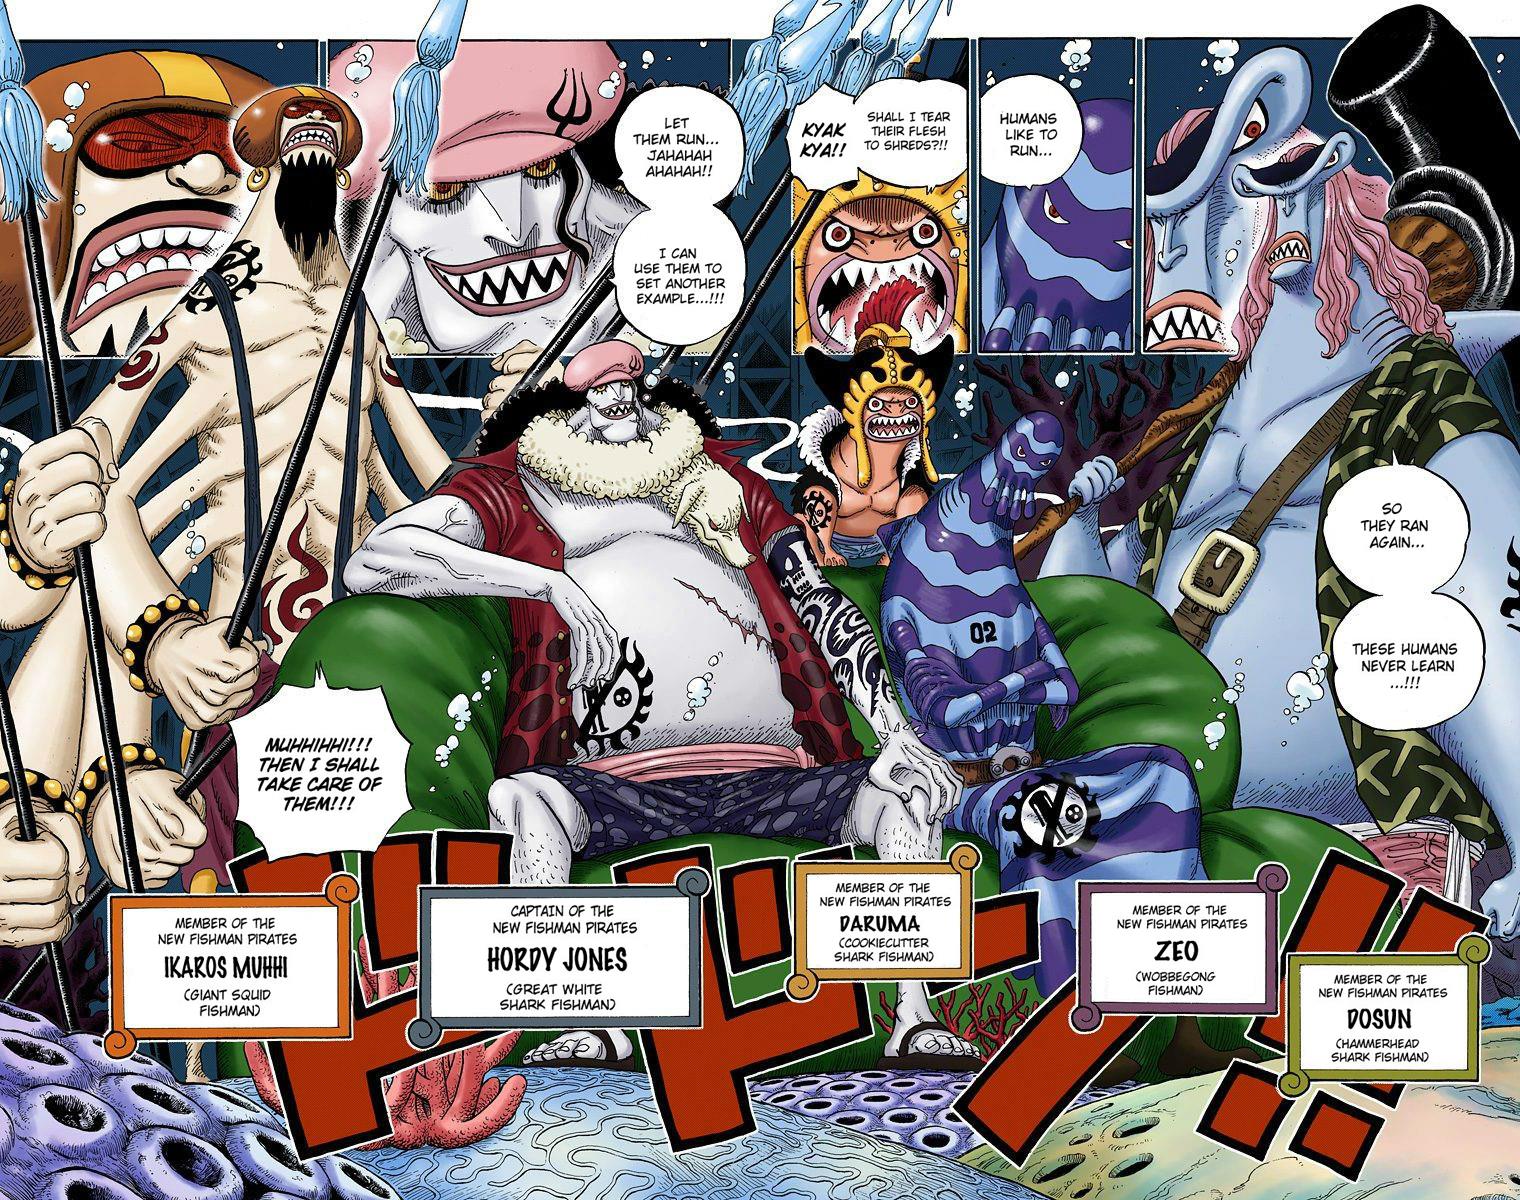 LET
THEM RUN...
JAHAHAH
AHAHAH!!
I CAN
USE THEM TO
SET ANOTHER
EXAMPLE...!!!
KYAK
KYA!!
SHALL I TEAR
THEIR FLESH
TO SHREDS?!!
HUMANS
LIKE TO
RUN...
SO
THEY RAN
AGAIN...
THESE HUMANS
NEVER LEARN
...!!!
MUHHIHHI!!!
THEN I SHALL
TAKE CARE OF
THEM!!!
02
ドドドン!!
MEMBER OF THE
NEW FISHMAN PIRATES
IKAROS MUHHI
(GIANT SQUID
FISHMAN)
CAPTAIN OF THE
NEW FISHMAN PIRATES
HORDY JONES
(GREAT WHITE
SHARK FISHMAN)
MEMBER OF THE
NEW FISHMAN PIRATES
DARUMA
(COOKIECUTTER
SHARK FISHMAN)
MEMBER OF THE
NEW FISHMAN PIRATES
ZEO
(WOBBEGONG
FISHMAN)
MEMBER OF THE
NEW FISHMAN PIRATES
DOSUN
(HAMMERHEAD
SHARK FISHMAN)